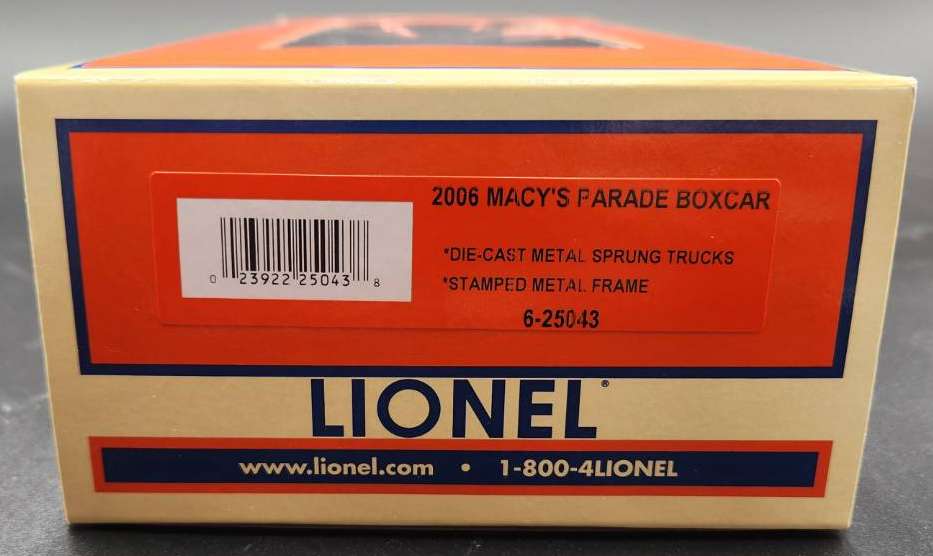 2006 MACY'S PARADE BOXCAR
*DIE-CAST METAL SPRUNG TRUCKS
*STAMPED METAL FRAME
6-25043
0 23922 25043 8
LIONEL®
www.lionel.com • 1-800-4LIONEL